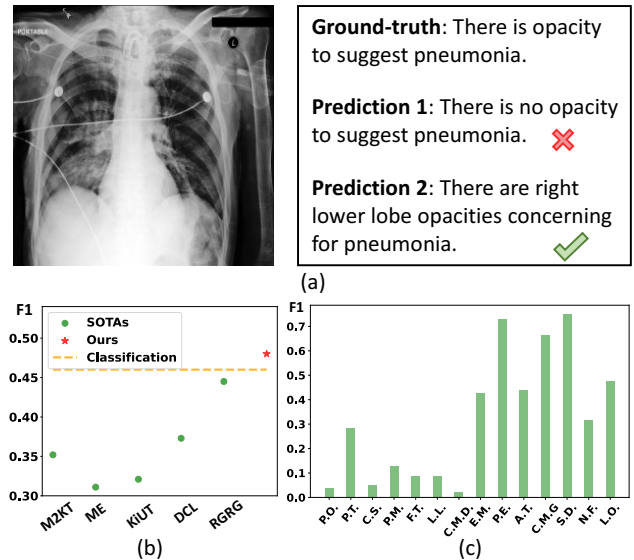 PORTABLE
L
Ground-truth: There is opacity
to suggest pneumonia.
Prediction 1: There is no opacity
to suggest pneumonia.
Prediction 2: There are right
lower lobe opacities concerning
for pneumonia.
(a)
F1
0.50
0.45
0.40
0.35
0.30
SOTAs
Ours
Classification
M2KT
ME
KiUT
DCL
RGRG
(b)
F1
0.7
0.6
0.5
0.4
0.3
0.2
0.1
0.0
P.O.
P.T.
C.S.
P.M.
F.T.
L.L.
C.M.D.
E.M.
P.E.
A.T.
C.M.G
S.D.
N.F.
L.O.
(c)